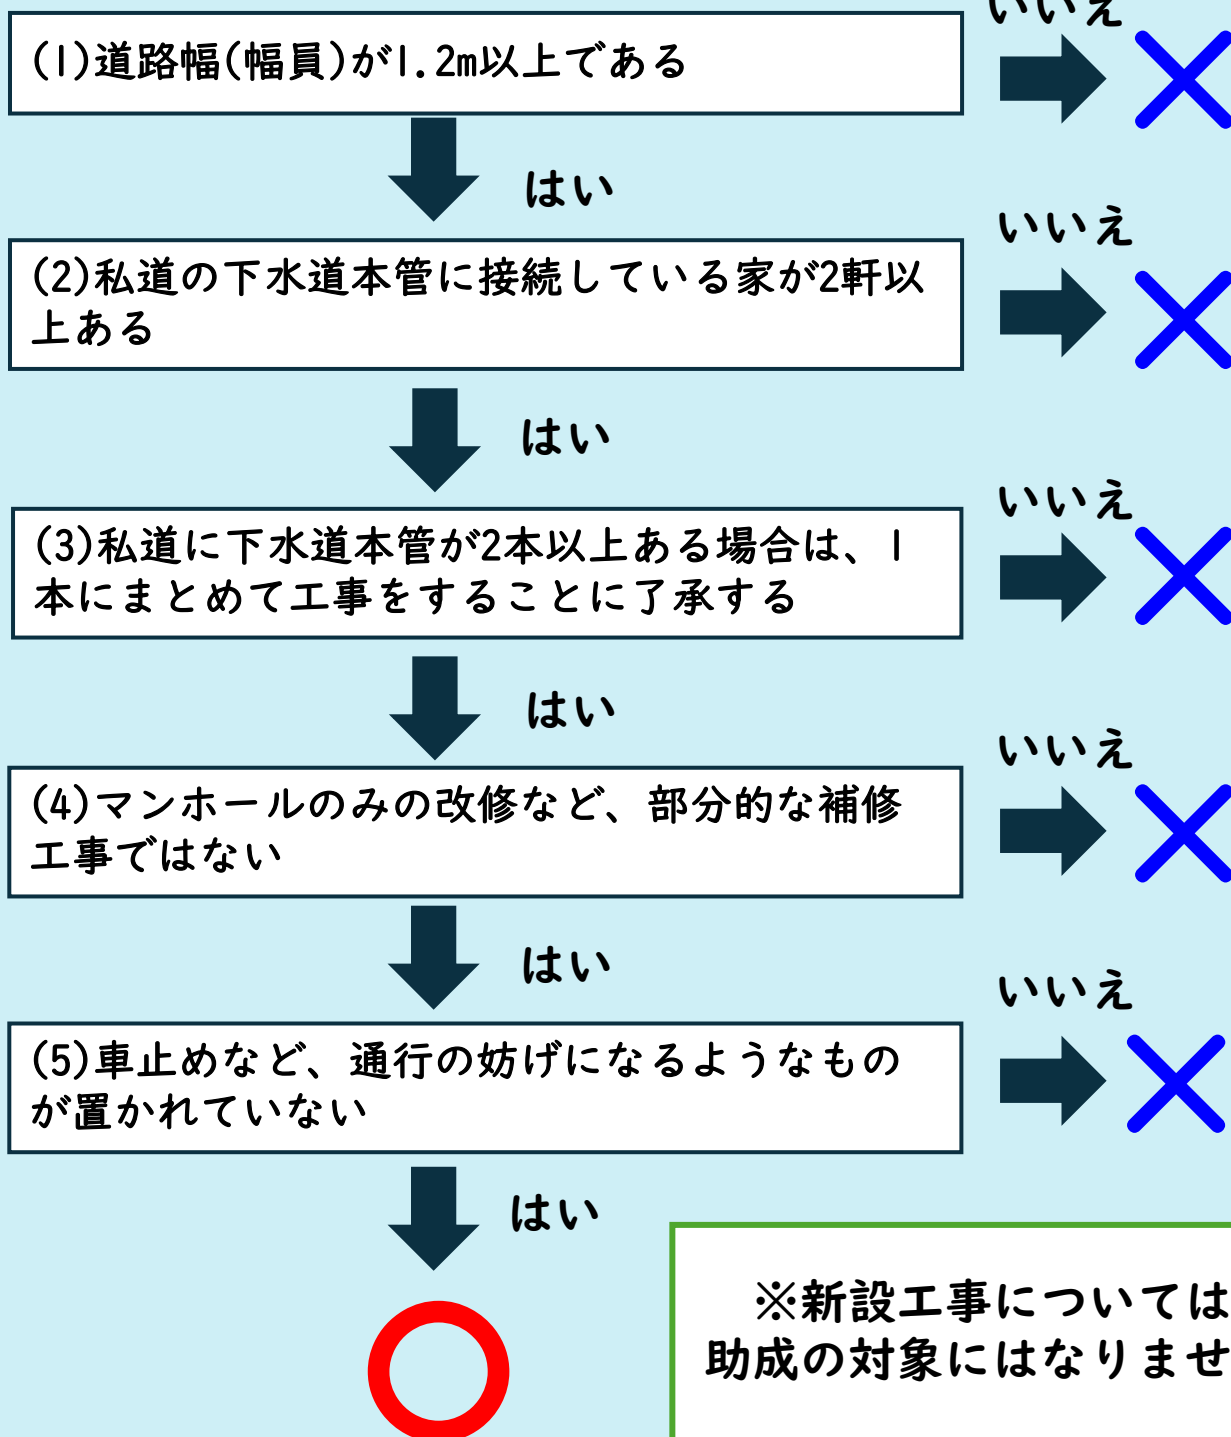 いいえ
(1)道路幅(幅員)が1.2m以上である
はい
いいえ
(2)私道の下水道本管に接続している家が2軒以
上ある
はい
いいえ
(3)私道に下水道本管が2本以上ある場合は、1
本にまとめて工事をすることに了承する
はい
いいえ
(4)マンホールのみの改修など、部分的な補修
工事ではない
はい
いいえ
(5)車止めなど、通行の妨げになるようなもの
が置かれていない
はい
※新設工事については
助成の対象にはなりませ